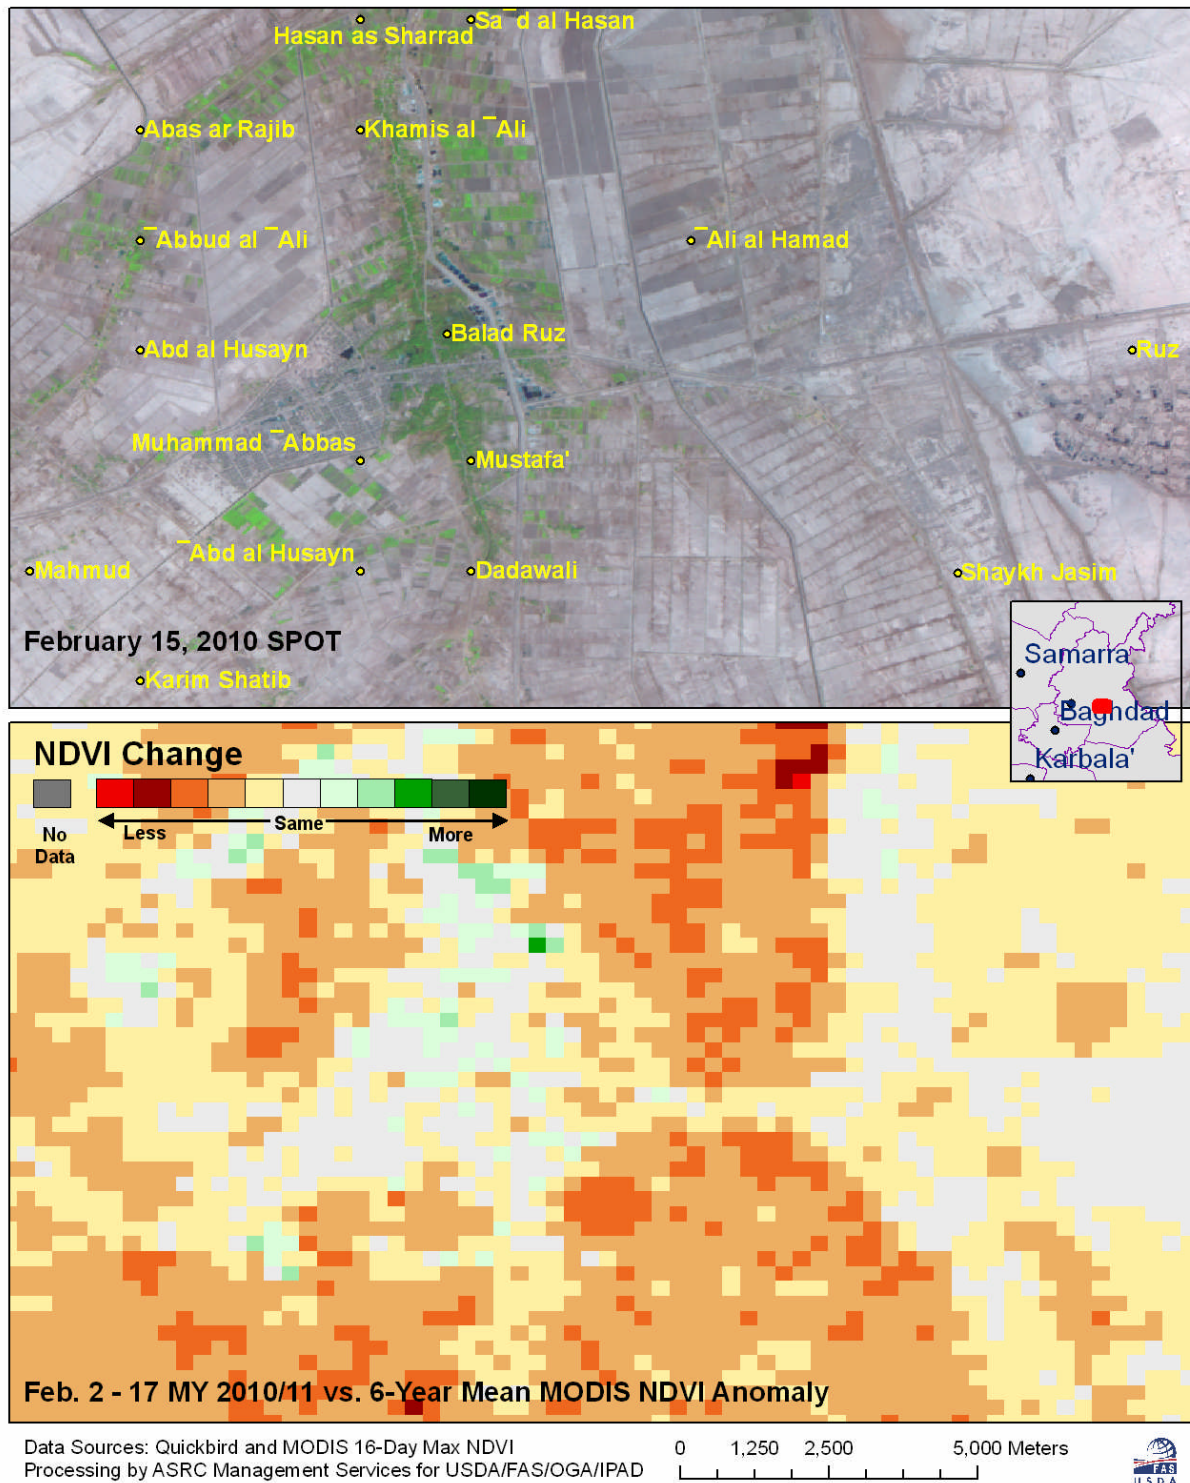 Hasan as Sharrad
Sa¯d al Hasan
Abas ar Rajib
Khamis al ¯Ali
¯Abbud al ¯Ali
¯Ali al Hamad
Balad Ruz
Abd al Husayn
Ruz
Muhammad ¯Abbas
Mustafa'
¯Abd al Husayn
Mahmud
Dadawali
Shaykh Jasim
February 15, 2010 SPOT
Karim Shatib
Samarra'
Baghdad
Karbala'
NDVI Change
No Data
Less
Same
More
Feb. 2 - 17 MY 2010/11 vs. 6-Year Mean MODIS NDVI Anomaly
Data Sources: Quickbird and MODIS 16-Day Max NDVI
Processing by ASRC Management Services for USDA/FAS/OGA/IPAD
0 1,250 2,500 5,000 Meters
FAS
USDA